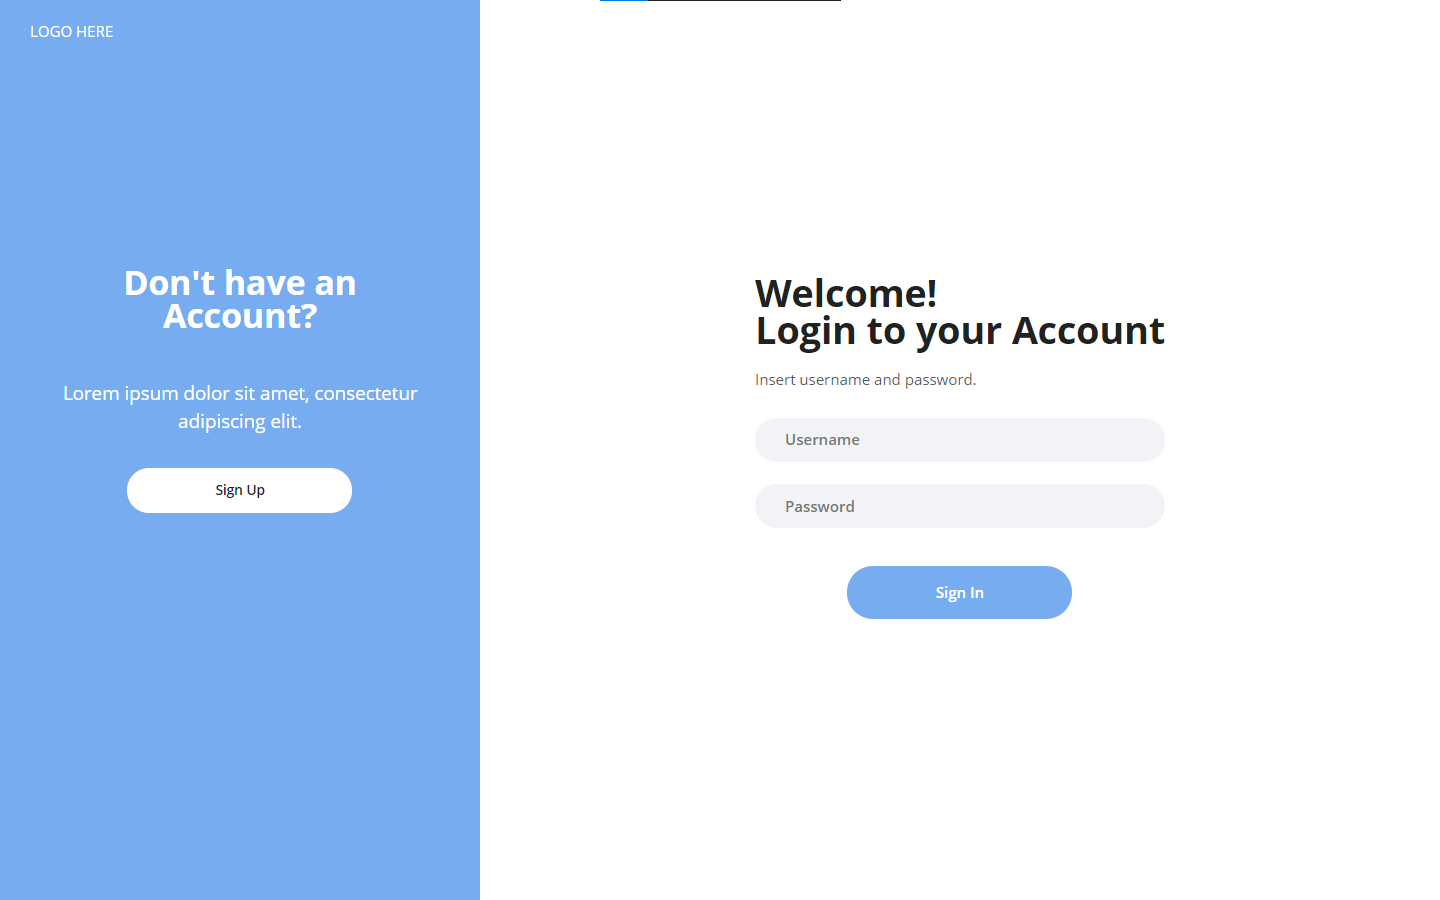 LOGO HERE
Don't have an
Account?
Lorem ipsum dolor sit amet, consectetur
adipiscing elit.
Sign Up
Welcome!
Login to your Account
Insert username and password.
Username
Password
Sign In